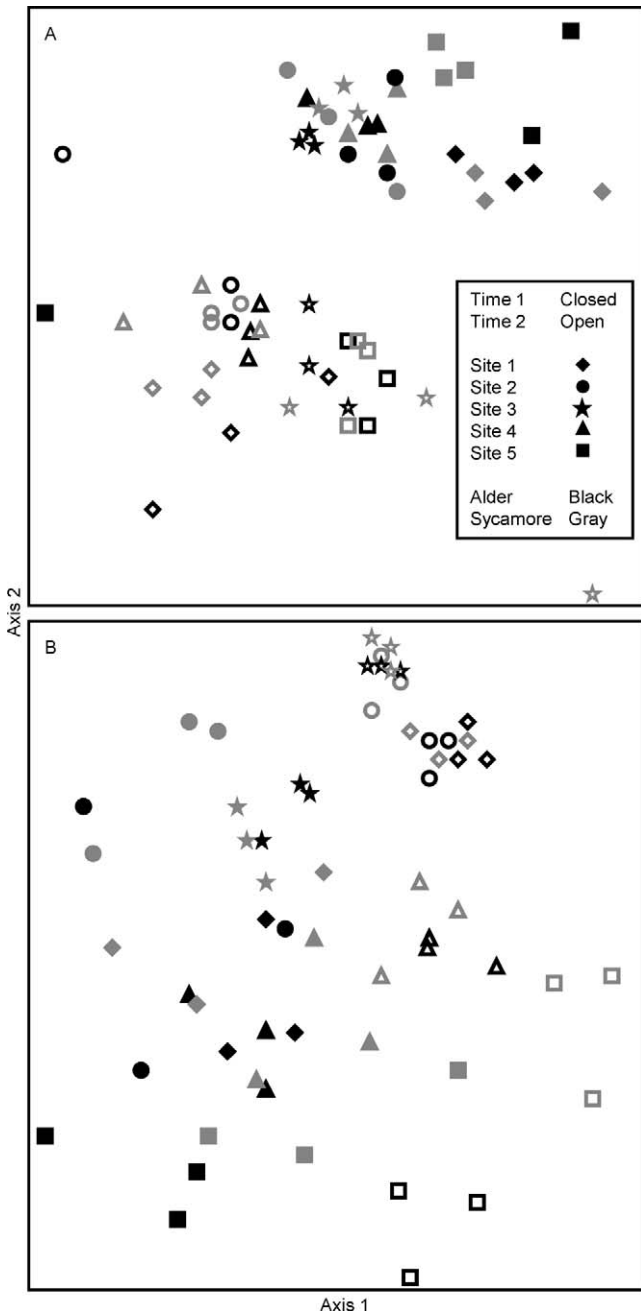 A
Time 1 Closed
Time 2 Open
Site 1
Site 2
Site 3
Site 4
Site 5
Alder Black
Sycamore Gray
Axis 2
B
Axis 1